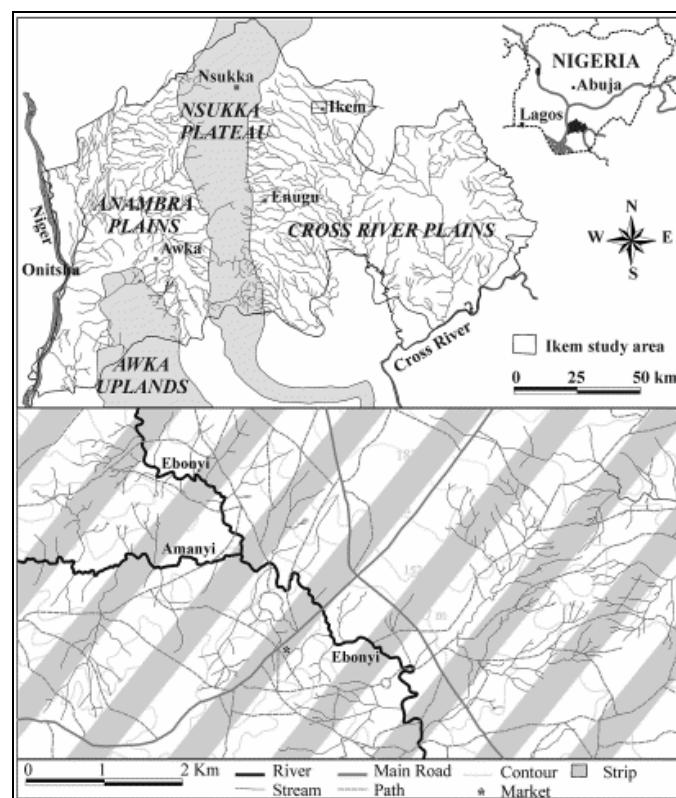 NIGERIA
Abuja
Lagos
Nsukka
NSUKKA
PLATEAU
Ikem
Niger
ANAMBRA
PLAINS
Enugu
CROSS RIVER PLAINS
Awka
Onitsha
N
W E
S
AWKA
UPLANDS
Cross River
Ikem study area
0 25 50 km
Ebonyi
Amanyi
Ebonyi
0 1 2 Km
River Main Road Contour Strip
Stream Path * Market